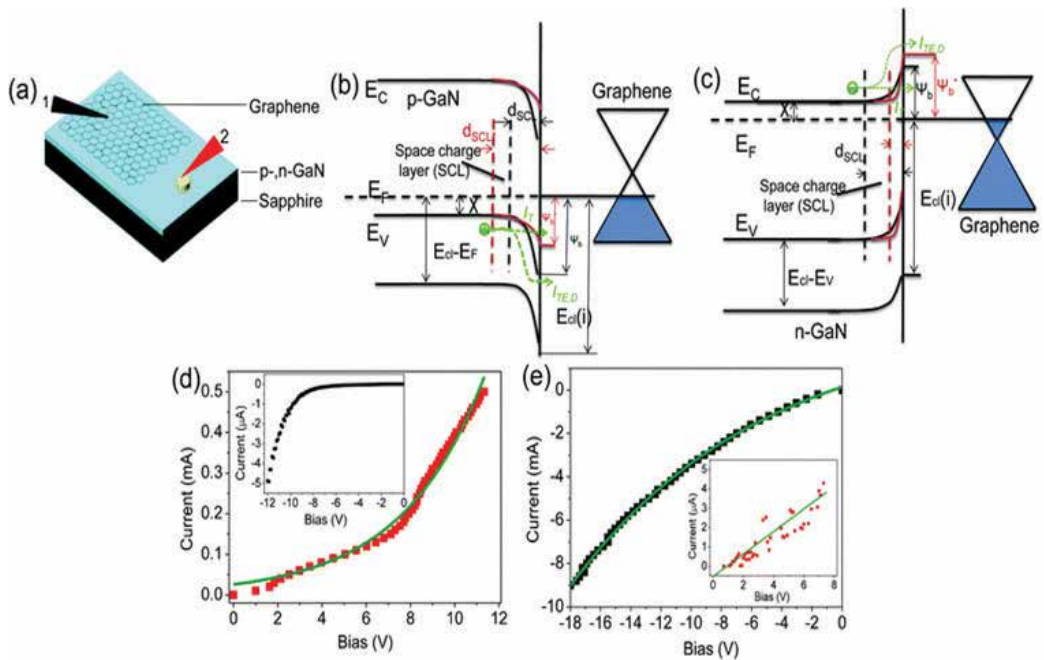 (a)
1
2
Graphene
p-,n-GaN
Sapphire
(b)
E_C
p-GaN
Graphene
d_SCL
d_SCL
Space charge
layer (SCL)
E_F
X
E_V
E_cl-E_F
I_T
Ψ_b
I_TE,D
E_cl(i)
(c)
I_TE,D
E_C
X
Ψ_b
Ψ_b'
E_F
d_SCL
Space charge
layer (SCL)
E_cl(i)
E_V
E_cl-E_V
n-GaN
Graphene
(d)
Current (mA)
0.5
0.4
0.3
0.2
0.1
0.0
0 2 4 6 8 10 12
Bias (V)
Current (μA)
0
-1
-2
-3
-4
-5
-12 -10 -8 -6 -4 -2 0
Bias (V)
(e)
Current (mA)
0
-2
-4
-6
-8
-10
-18 -16 -14 -12 -10 -8 -6 -4 -2 0
Bias (V)
Current (μA)
5
4
3
2
1
0
0 2 4 6 8
Bias (V)